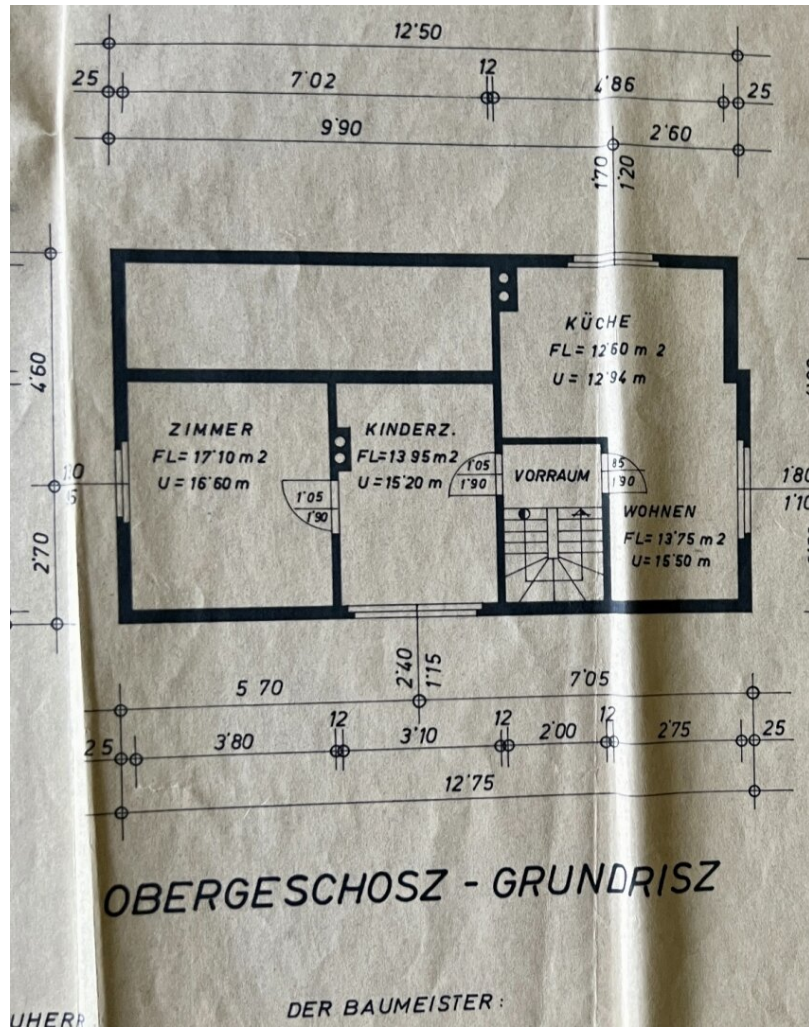 12'50
25 7'02 12 4'86 25
9'90 2'60
1'70 1'20
4'60
2'70
KÜCHE
FL= 12'60 m 2
U = 12'94 m
ZIMMER
FL= 17'10 m2
U = 16'60 m
KINDERZ.
FL=13 95 m2
U = 15'20 m
1'05
1'90
1'05
1'90
VORRAUM
85
1'90
WOHNEN
FL= 13'75 m2
U= 15'50 m
1'80
1'10
2'40 1'15
5 70 7'05
25 3'80 12 3'10 12 2'00 12 2'75 25
12'75
OBERGESCHOSZ - GRUNDRISZ
DER BAUMEISTER :
UHERR